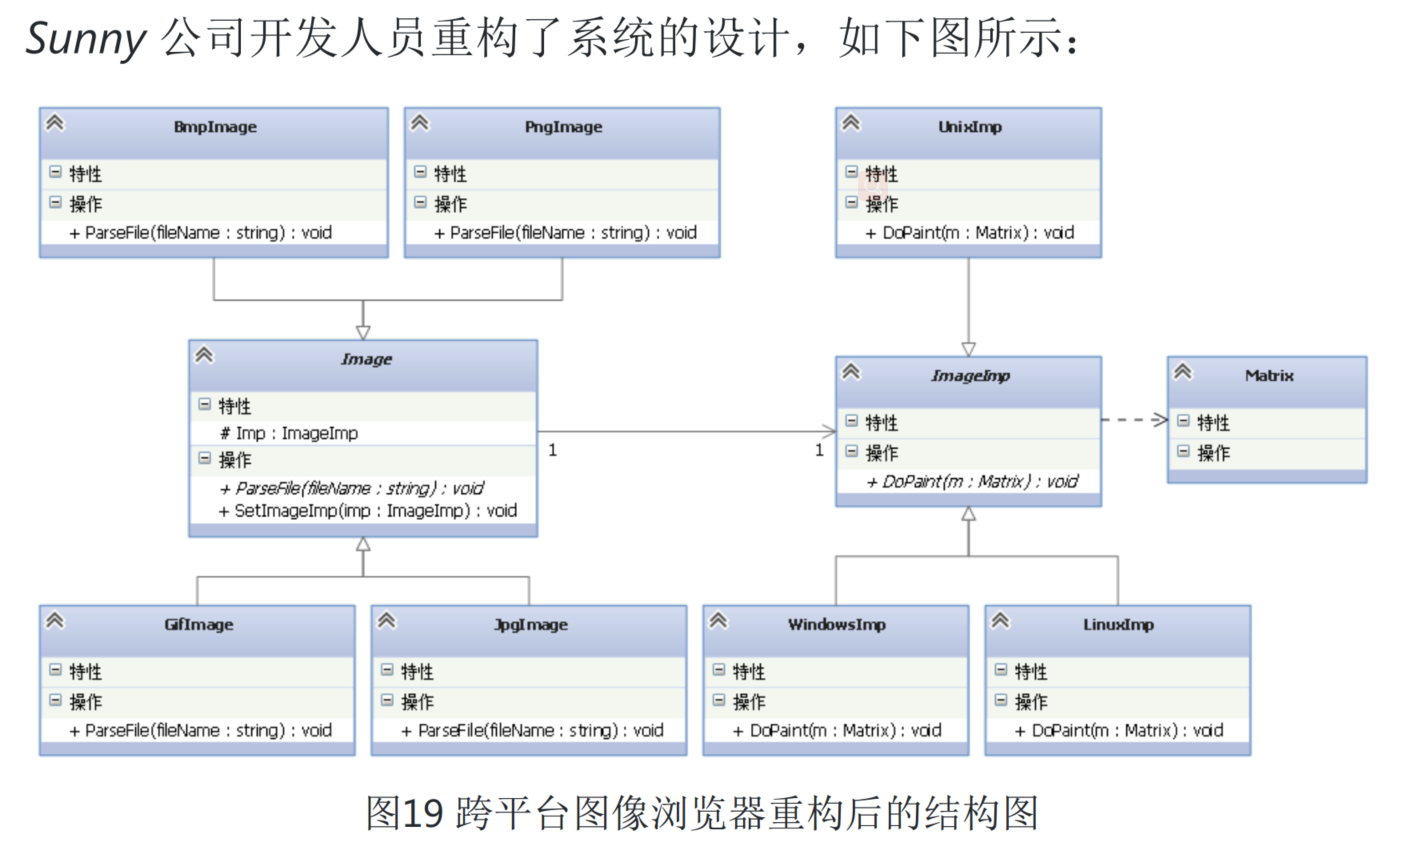 Sunny 公司开发人员重构了系统的设计，如下图所示：
BmpImage
特性
操作
+ ParseFile(fileName : string) : void
PngImage
特性
操作
+ ParseFile(fileName : string) : void
UnixImp
特性
操作
+ DoPaint(m : Matrix) : void
Image
特性
# Imp : ImageImp
操作
+ ParseFile(fileName : string) : void
+ SetImageImp(imp : ImageImp) : void
1
1
ImageImp
特性
操作
+ DoPaint(m : Matrix) : void
Matrix
特性
操作
GifImage
特性
操作
+ ParseFile(fileName : string) : void
JpgImage
特性
操作
+ ParseFile(fileName : string) : void
WindowsImp
特性
操作
+ DoPaint(m : Matrix) : void
LinuxImp
特性
操作
+ DoPaint(m : Matrix) : void
图19 跨平台图像浏览器重构后的结构图